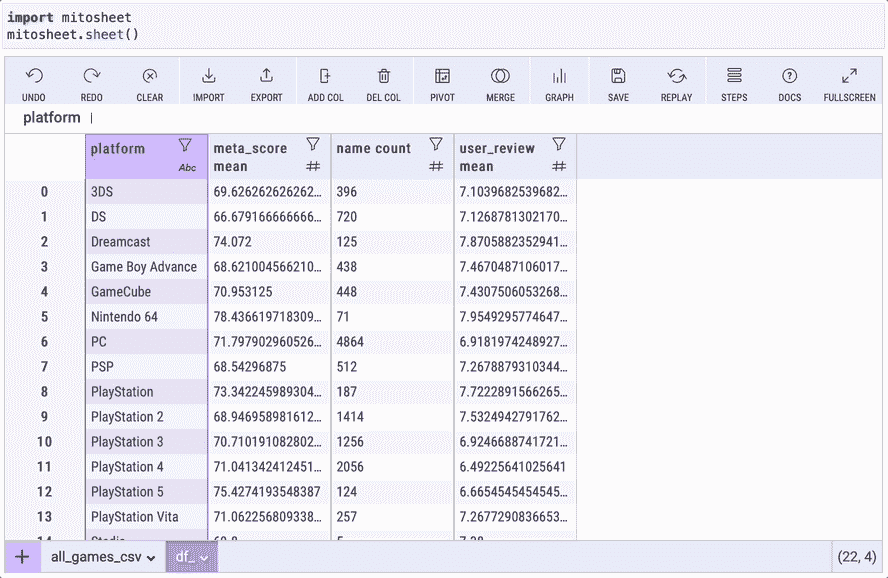 import mitosheet
mitosheet.sheet()
UNDO REDO CLEAR IMPORT EXPORT ADD COL DEL COL PIVOT MERGE GRAPH SAVE REPLAY STEPS DOCS FULLSCREEN
platform
platform Abc meta_score mean # name count # user_review mean #
0 3DS 69.626262626262... 396 7.1039682539682...
1 DS 66.679166666666... 720 7.1268781302170...
2 Dreamcast 74.072 125 7.8705882352941...
3 Game Boy Advance 68.621004566210... 438 7.4670487106017...
4 GameCube 70.953125 448 7.4307506053268...
5 Nintendo 64 78.436619718309... 71 7.9549295774647...
6 PC 71.797902960526... 4864 6.9181974248927...
7 PSP 68.54296875 512 7.2678879310344...
8 PlayStation 73.342245989304... 187 7.7222891566265...
9 PlayStation 2 68.946958981612... 1414 7.5324942791762...
10 PlayStation 3 70.710191082802... 1256 6.9246688741721...
11 PlayStation 4 71.041342412451... 2056 6.49225641025641
12 PlayStation 5 75.4274193548387 124 6.6654545454545...
13 PlayStation Vita 71.062256809338... 257 7.2677290836653...
+ all_games_csv df_ (22, 4)